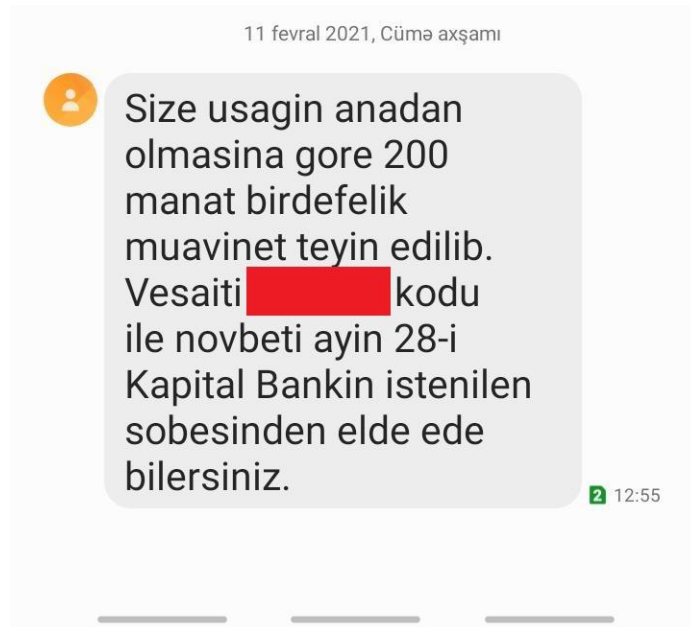 11 fevral 2021, Cümə axşamı
Size usagin anadan
olmasina gore 200
manat birdefelik
muavinet teyin edilib.
Vesaiti kodu
ile novbeti ayin 28-i
Kapital Bankin istenilen
sobesinden elde ede
bilersiniz.
2 12:55